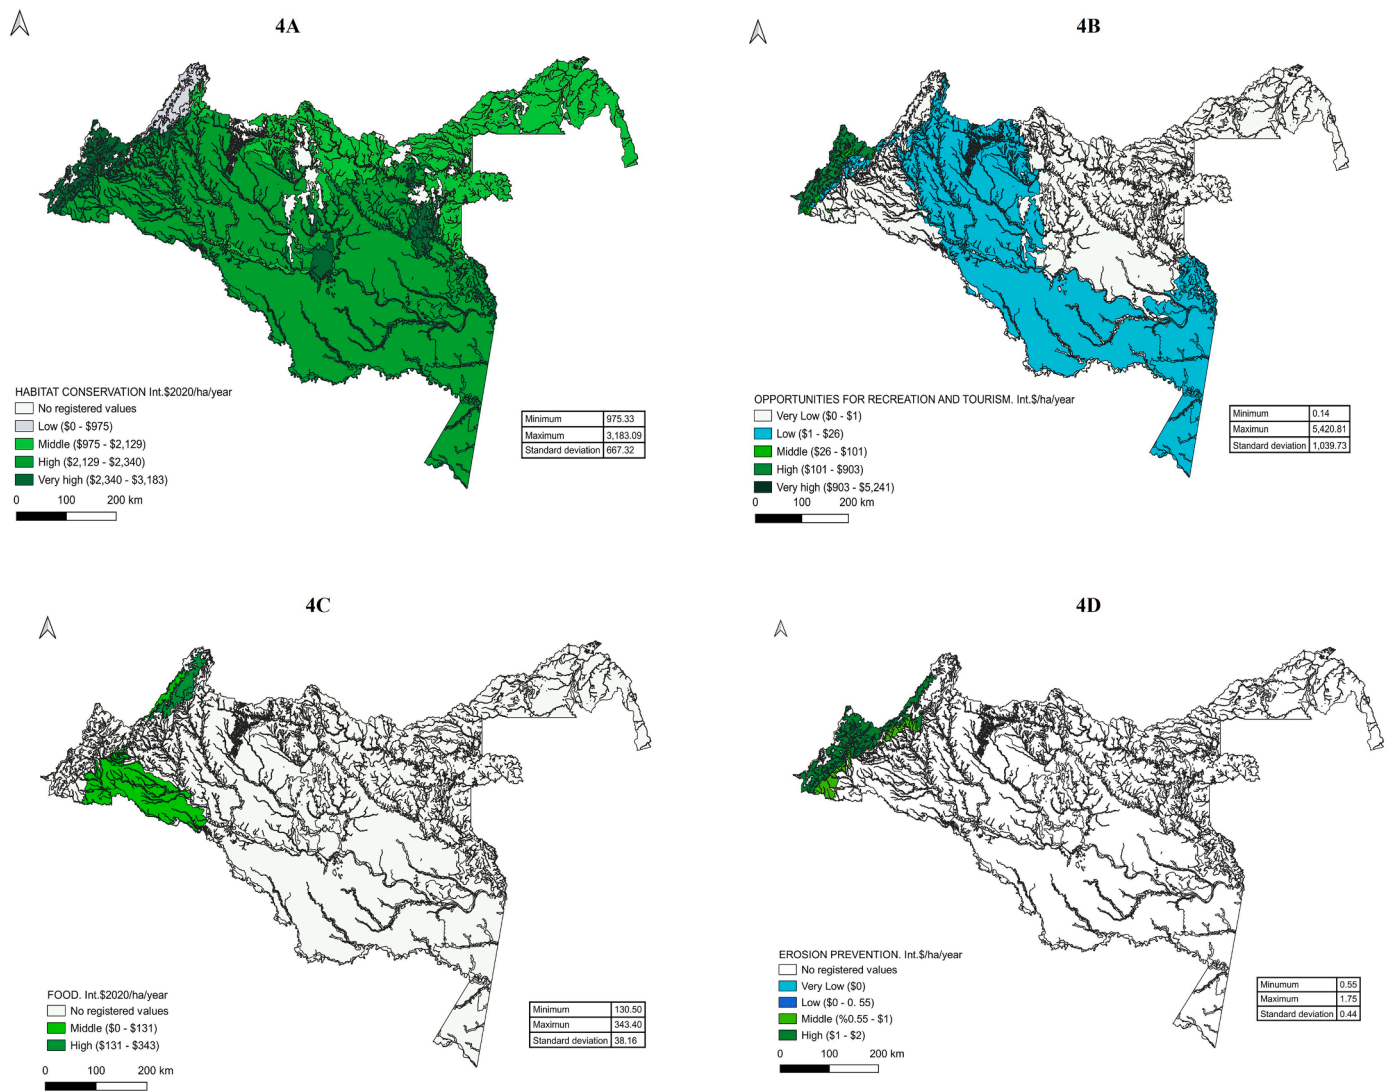 4A
HABITAT CONSERVATION Int.$2020/ha/year
No registered values
Low ($0 - $975)
Middle ($975 - $2,129)
High ($2,129 - $2,340)
Very high ($2,340 - $3,183)
0 100 200 km
Minimum 975.33
Maximum 3,183.09
Standard deviation 667.32
4B
OPPORTUNITIES FOR RECREATION AND TOURISM. Int.$/ha/year
Very Low ($0 - $1)
Low ($1 - $26)
Middle ($26 - $101)
High ($101 - $903)
Very high ($903 - $5,241)
0 100 200 km
Minimum 0.14
Maximun 5,420.81
Standard deviation 1,039.73
4C
FOOD. Int.$2020/ha/year
No registered values
Middle ($0 - $131)
High ($131 - $343)
0 100 200 km
Minimum 130.50
Maximun 343.40
Standard deviation 38.16
4D
EROSION PREVENTION. Int.$/ha/year
No registered values
Very Low ($0)
Low ($0 - 0. 55)
Middle (%0.55 - $1)
High ($1 - $2)
0 100 200 km
Minumum 0.55
Maximum 1.75
Standard deviation 0.44